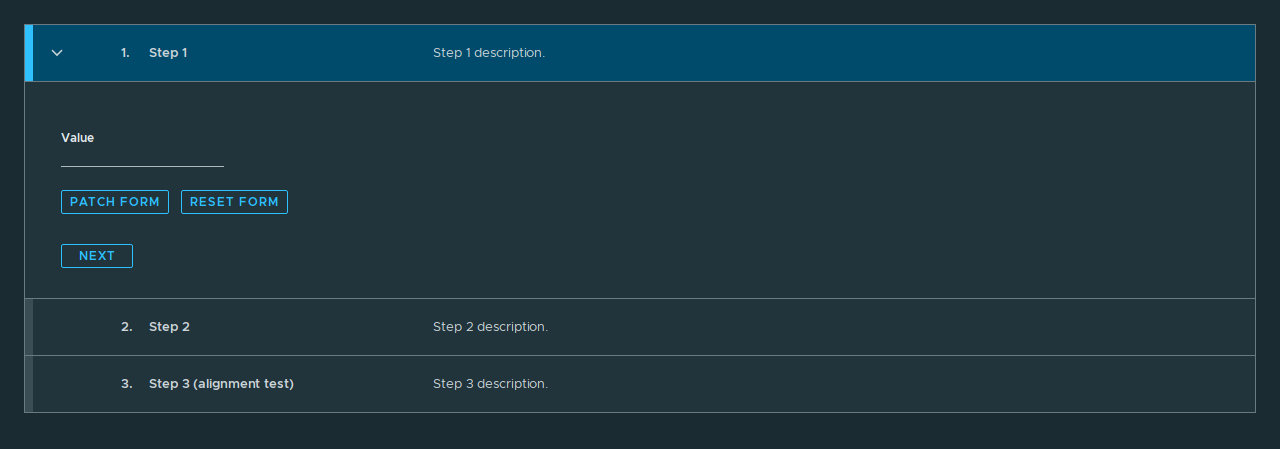 1. Step 1 Step 1 description.
Value
PATCH FORM RESET FORM
NEXT
2. Step 2 Step 2 description.
3. Step 3 (alignment test) Step 3 description.